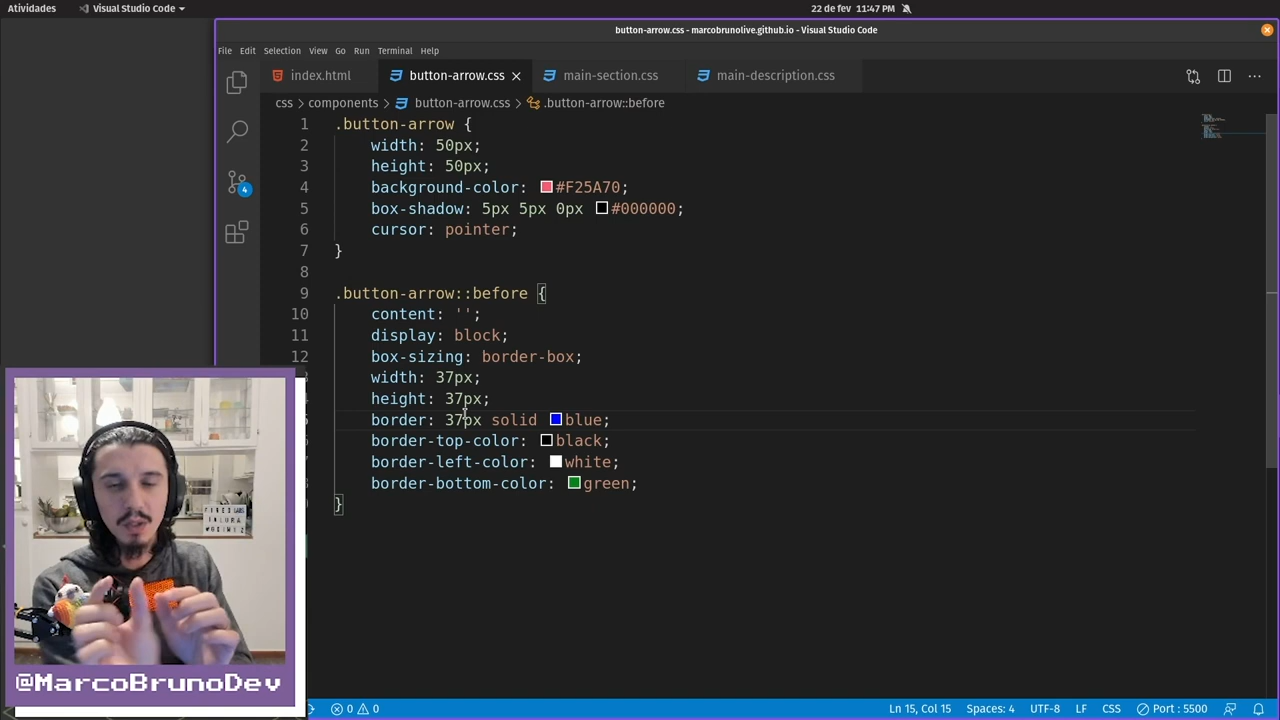 Atividades
Visual Studio Code
22 de fev 11:47 PM
button-arrow.css - marcobrunolive.github.io - Visual Studio Code
File Edit Selection View Go Run Terminal Help
index.html
button-arrow.css
main-section.css
main-description.css
css > components > button-arrow.css > .button-arrow::before
1 .button-arrow {
2 width: 50px;
3 height: 50px;
4 background-color: #F25A70;
5 box-shadow: 5px 5px 0px #000000;
6 cursor: pointer;
7 }
8
9 .button-arrow::before {
10 content: '';
11 display: block;
12 box-sizing: border-box;
width: 37px;
height: 37px;
border: 37px solid blue;
border-top-color: black;
border-left-color: white;
border-bottom-color: green;
}
4
@MarcoBrunoDev
0 0
Ln 15, Col 15
Spaces: 4
UTF-8
LF
CSS
Port : 5500